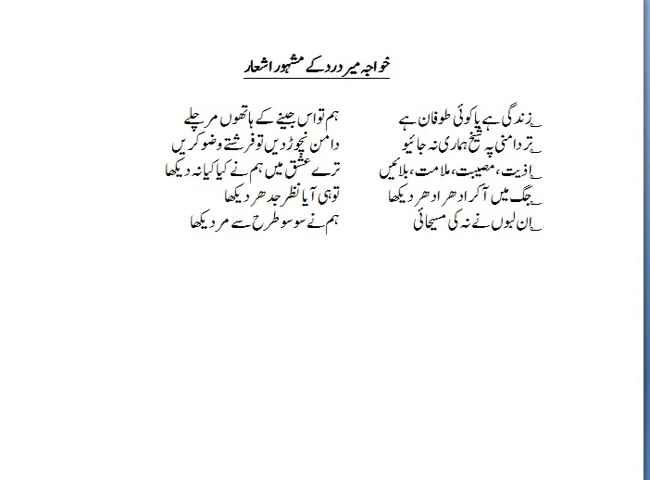 خواجہ میر درد کے مشہور اشعار
؂زندگی ہے یا کوئی طوفان ہے ہم تو اس جینے کے ہاتھوں مر چلے
؂تر دامنی پہ شیخ ہماری نہ جائیو دامن نچوڑ دیں تو فرشتے وضو کریں
؂اذیت، مصیبت، ملامت، بلائیں ترے عشق میں ہم نے کیا کیا نہ دیکھا
؂جگ میں آکر ادھر ادھر دیکھا تو ہی آیا نظر جدھر دیکھا
؂ان لبوں نے نہ کی مسیحائی ہم نے سو سو طرح سے مر دیکھا